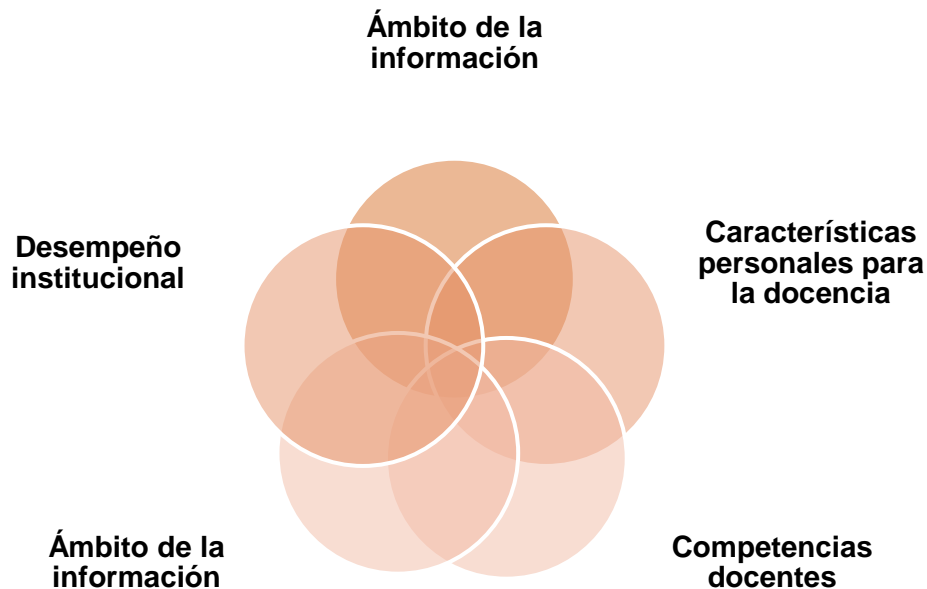 Ámbito de la
información
Desempeño
institucional
Características
personales para
la docencia
Ámbito de la
información
Competencias
docentes